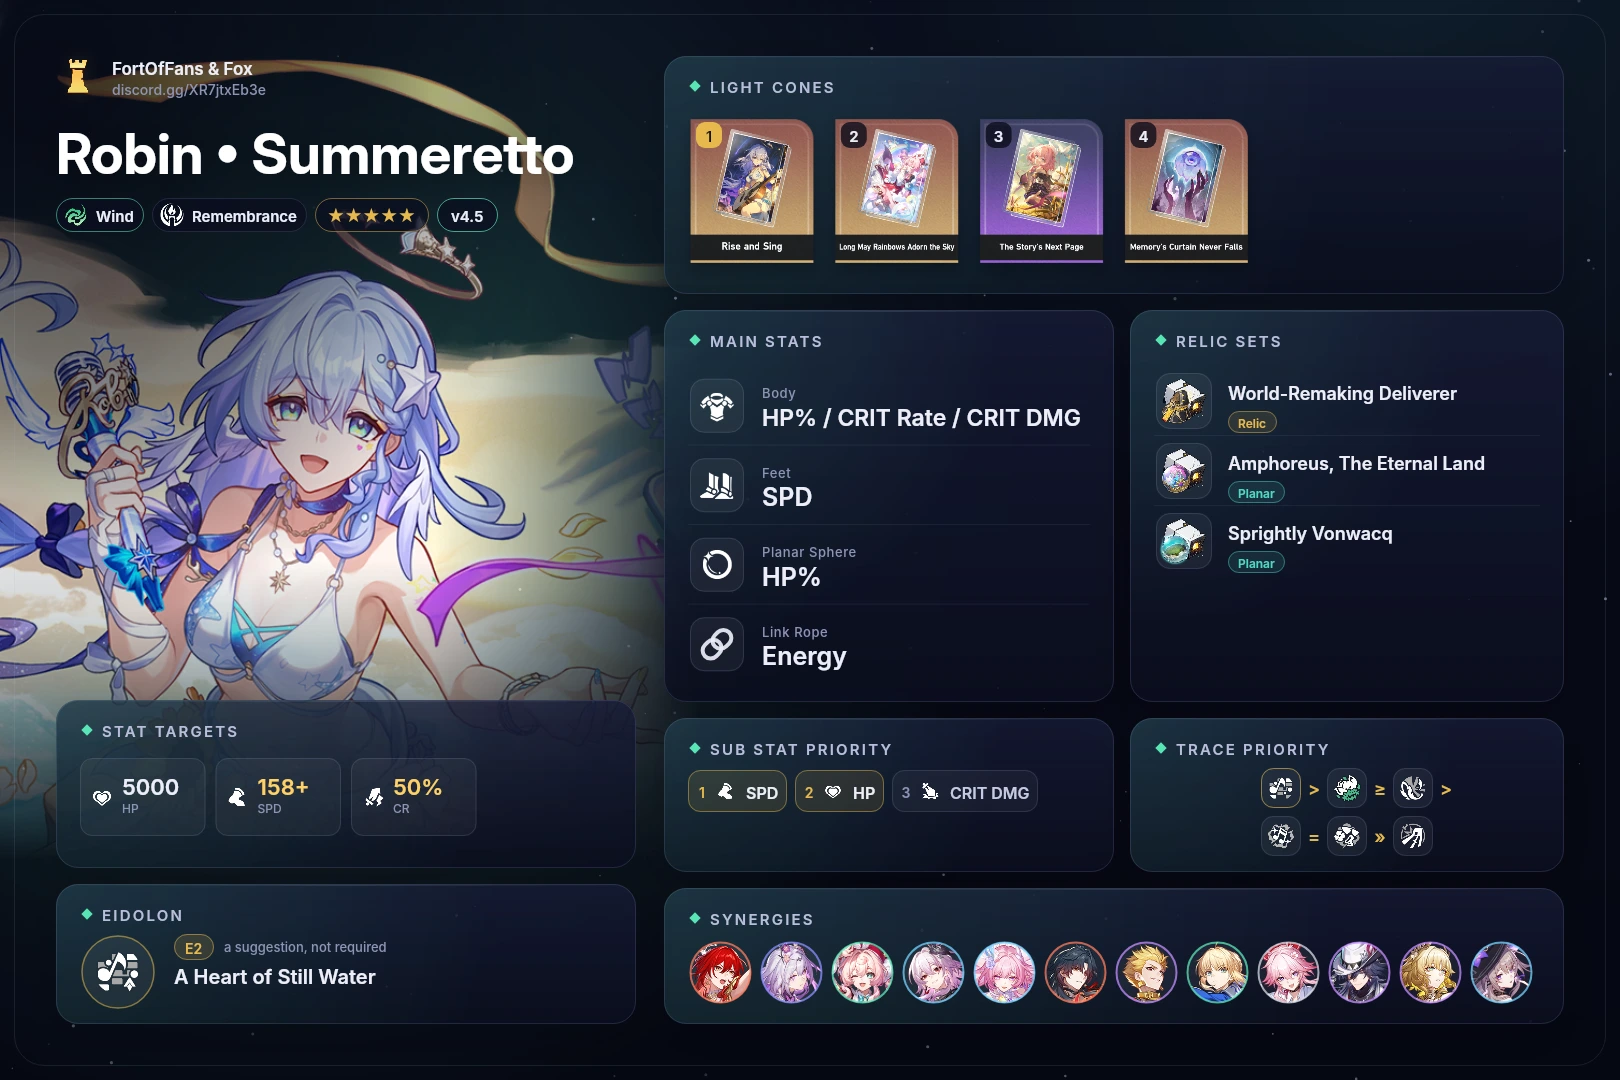 FortOfFans & Fox
discord.gg/XR7jtxEb3e
Robin • Summeretto
Wind
Remembrance
★★★★★
v4.5
LIGHT CONES
1
2
3
4
Rise and Sing
Long May Rainbows Adorn the Sky
The Story's Next Page
Memory's Curtain Never Falls
MAIN STATS
Body
HP% / CRIT Rate / CRIT DMG
Feet
SPD
Planar Sphere
HP%
Link Rope
Energy
RELIC SETS
World-Remaking Deliverer
Relic
Amphoreus, The Eternal Land
Planar
Sprightly Vonwacq
Planar
STAT TARGETS
5000
HP
158+
SPD
50%
CR
SUB STAT PRIORITY
1 SPD
2 HP
3 CRIT DMG
TRACE PRIORITY
> ≥ >
= »
EIDOLON
E2 a suggestion, not required
A Heart of Still Water
SYNERGIES